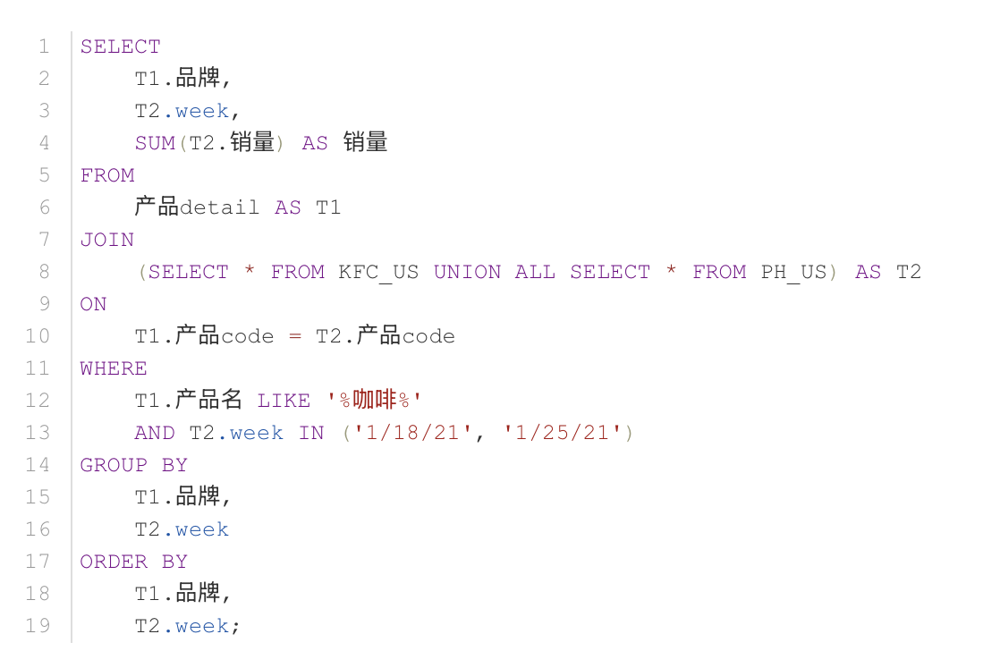 1 SELECT
2 T1.品牌,
3 T2.week,
4 SUM(T2.销量) AS 销量
5 FROM
6 产品detail AS T1
7 JOIN
8 (SELECT * FROM KFC_US UNION ALL SELECT * FROM PH_US) AS T2
9 ON
10 T1.产品code = T2.产品code
11 WHERE
12 T1.产品名 LIKE '%咖啡%'
13 AND T2.week IN ('1/18/21', '1/25/21')
14 GROUP BY
15 T1.品牌,
16 T2.week
17 ORDER BY
18 T1.品牌,
19 T2.week;